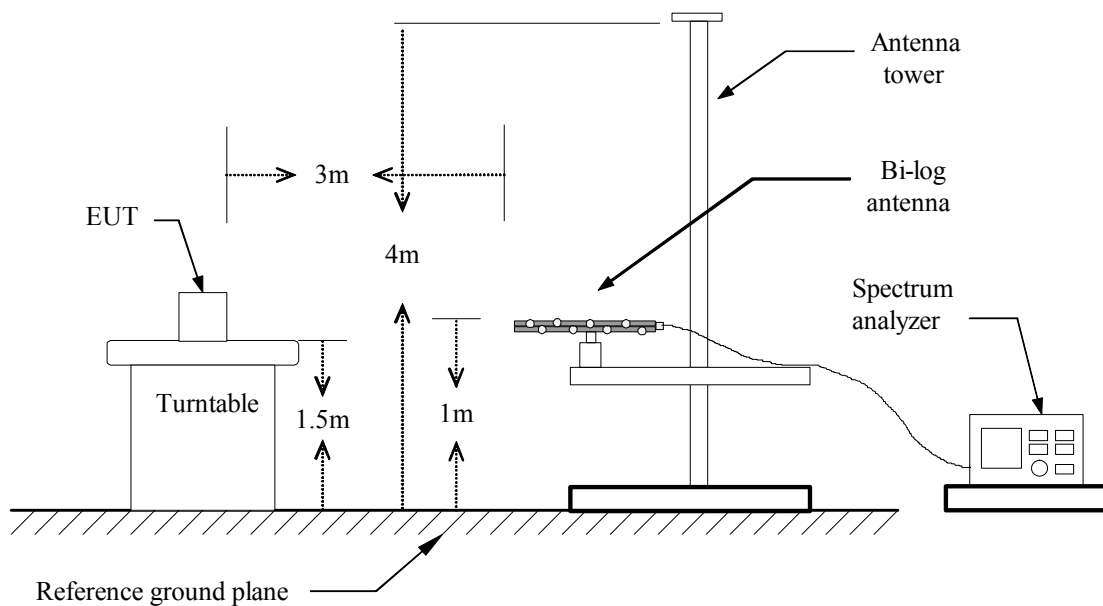 Antenna
tower
3m
Bi-log
antenna
EUT
4m
Spectrum
analyzer
Turntable
1.5m
1m
Reference ground plane